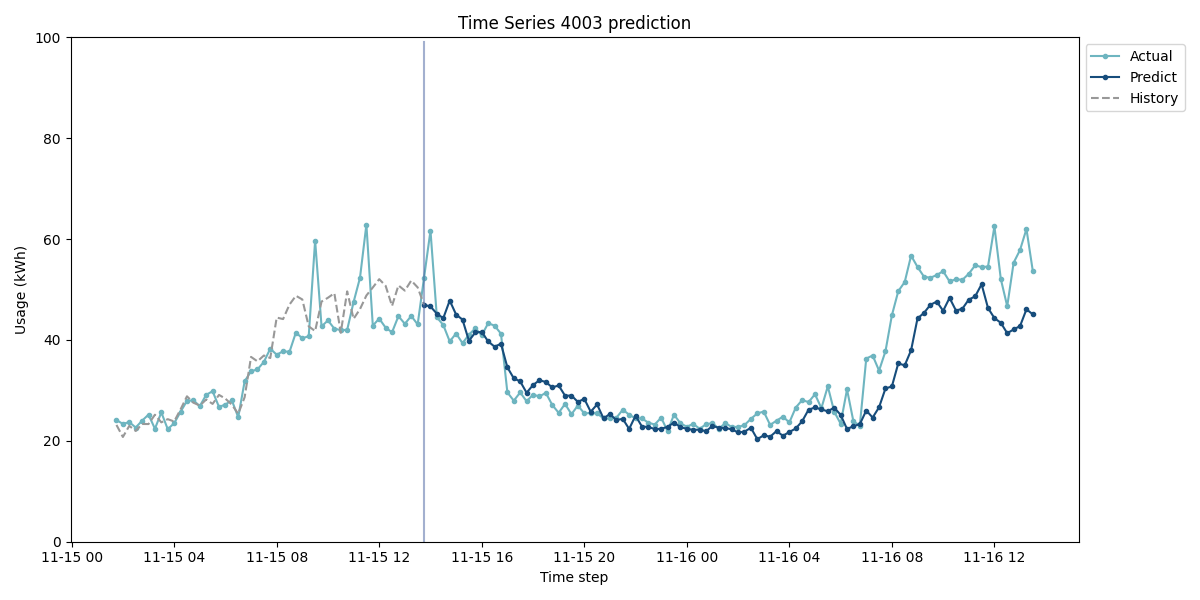 Time Series 4003 prediction
100
80
60
40
20
0
Usage (kWh)
11-15 00
11-15 04
11-15 08
11-15 12
11-15 16
11-15 20
11-16 00
11-16 04
11-16 08
11-16 12
Time step
Actual
Predict
History